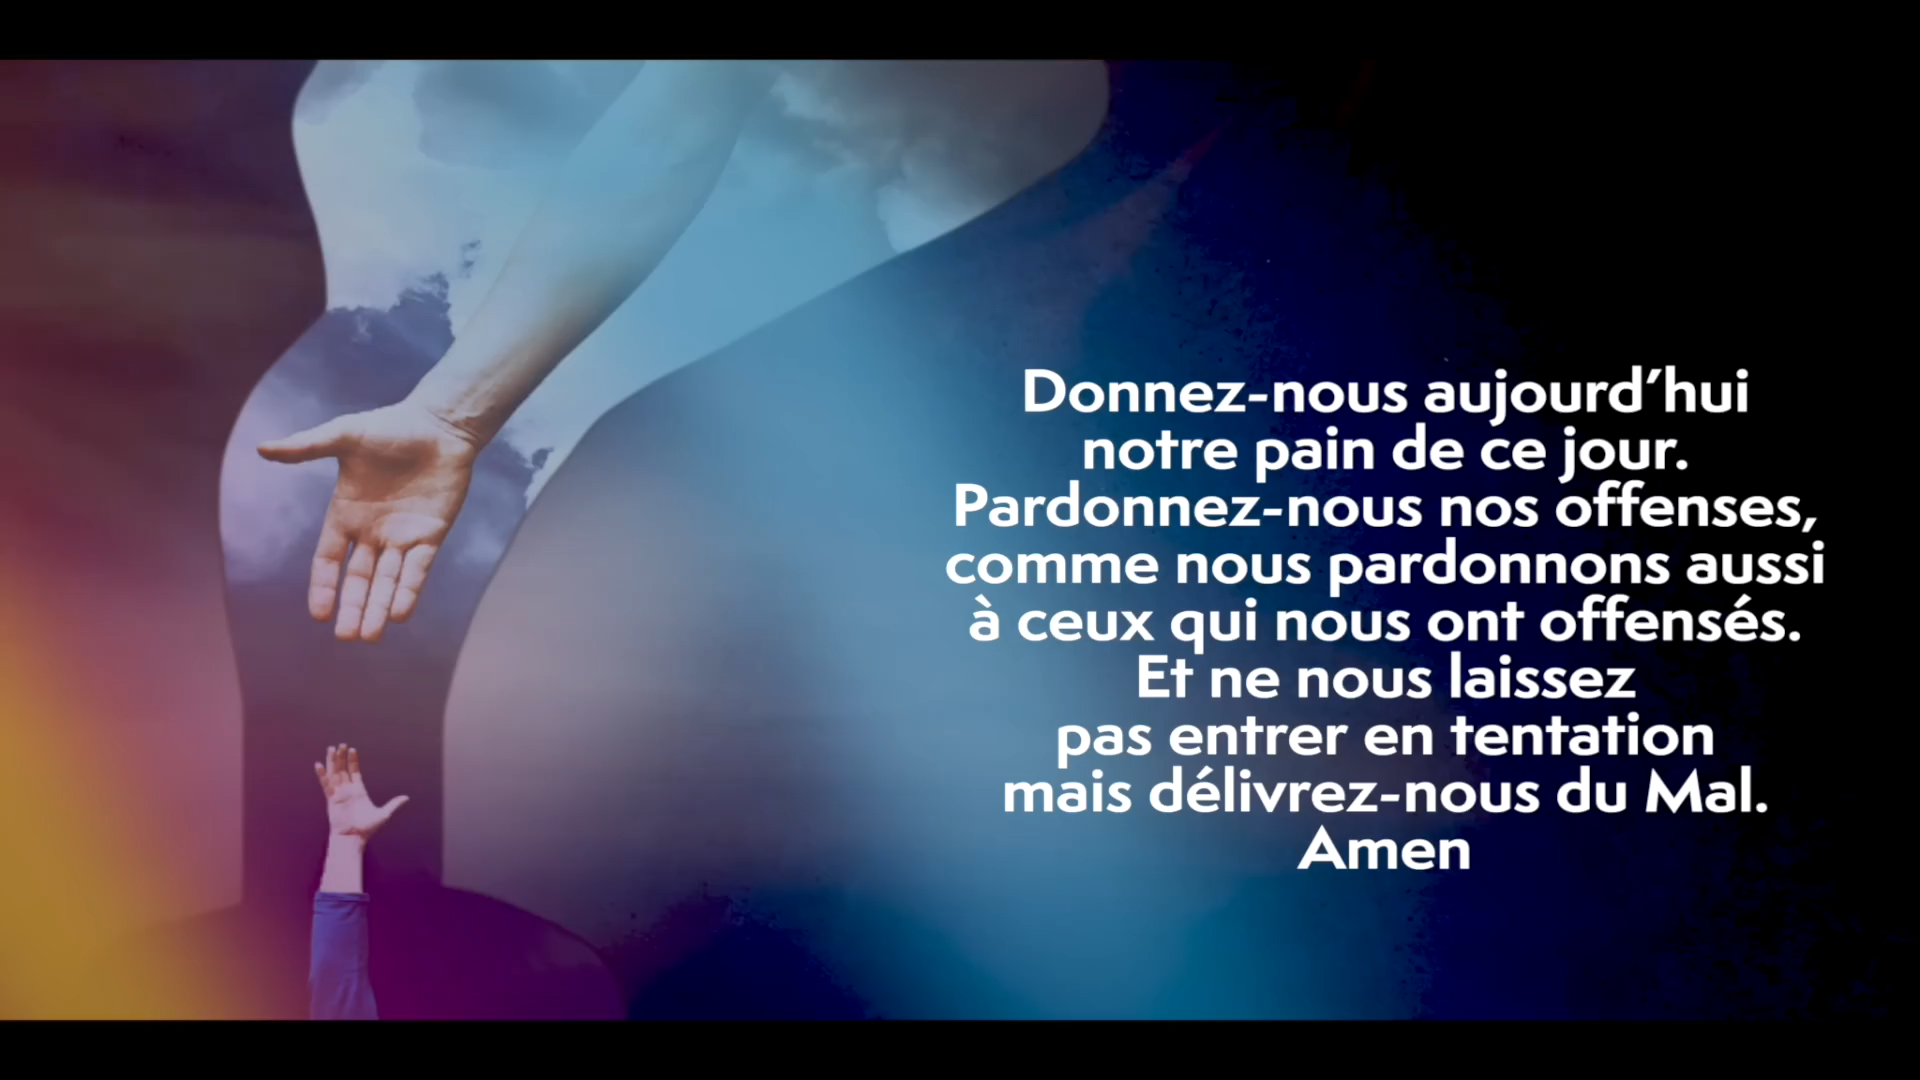 Donnez-nous aujourd’hui
notre pain de ce jour.
Pardonnez-nous nos offenses,
comme nous pardonnons aussi
à ceux qui nous ont offensés.
Et ne nous laissez
pas entrer en tentation
mais délivrez-nous du Mal.
Amen